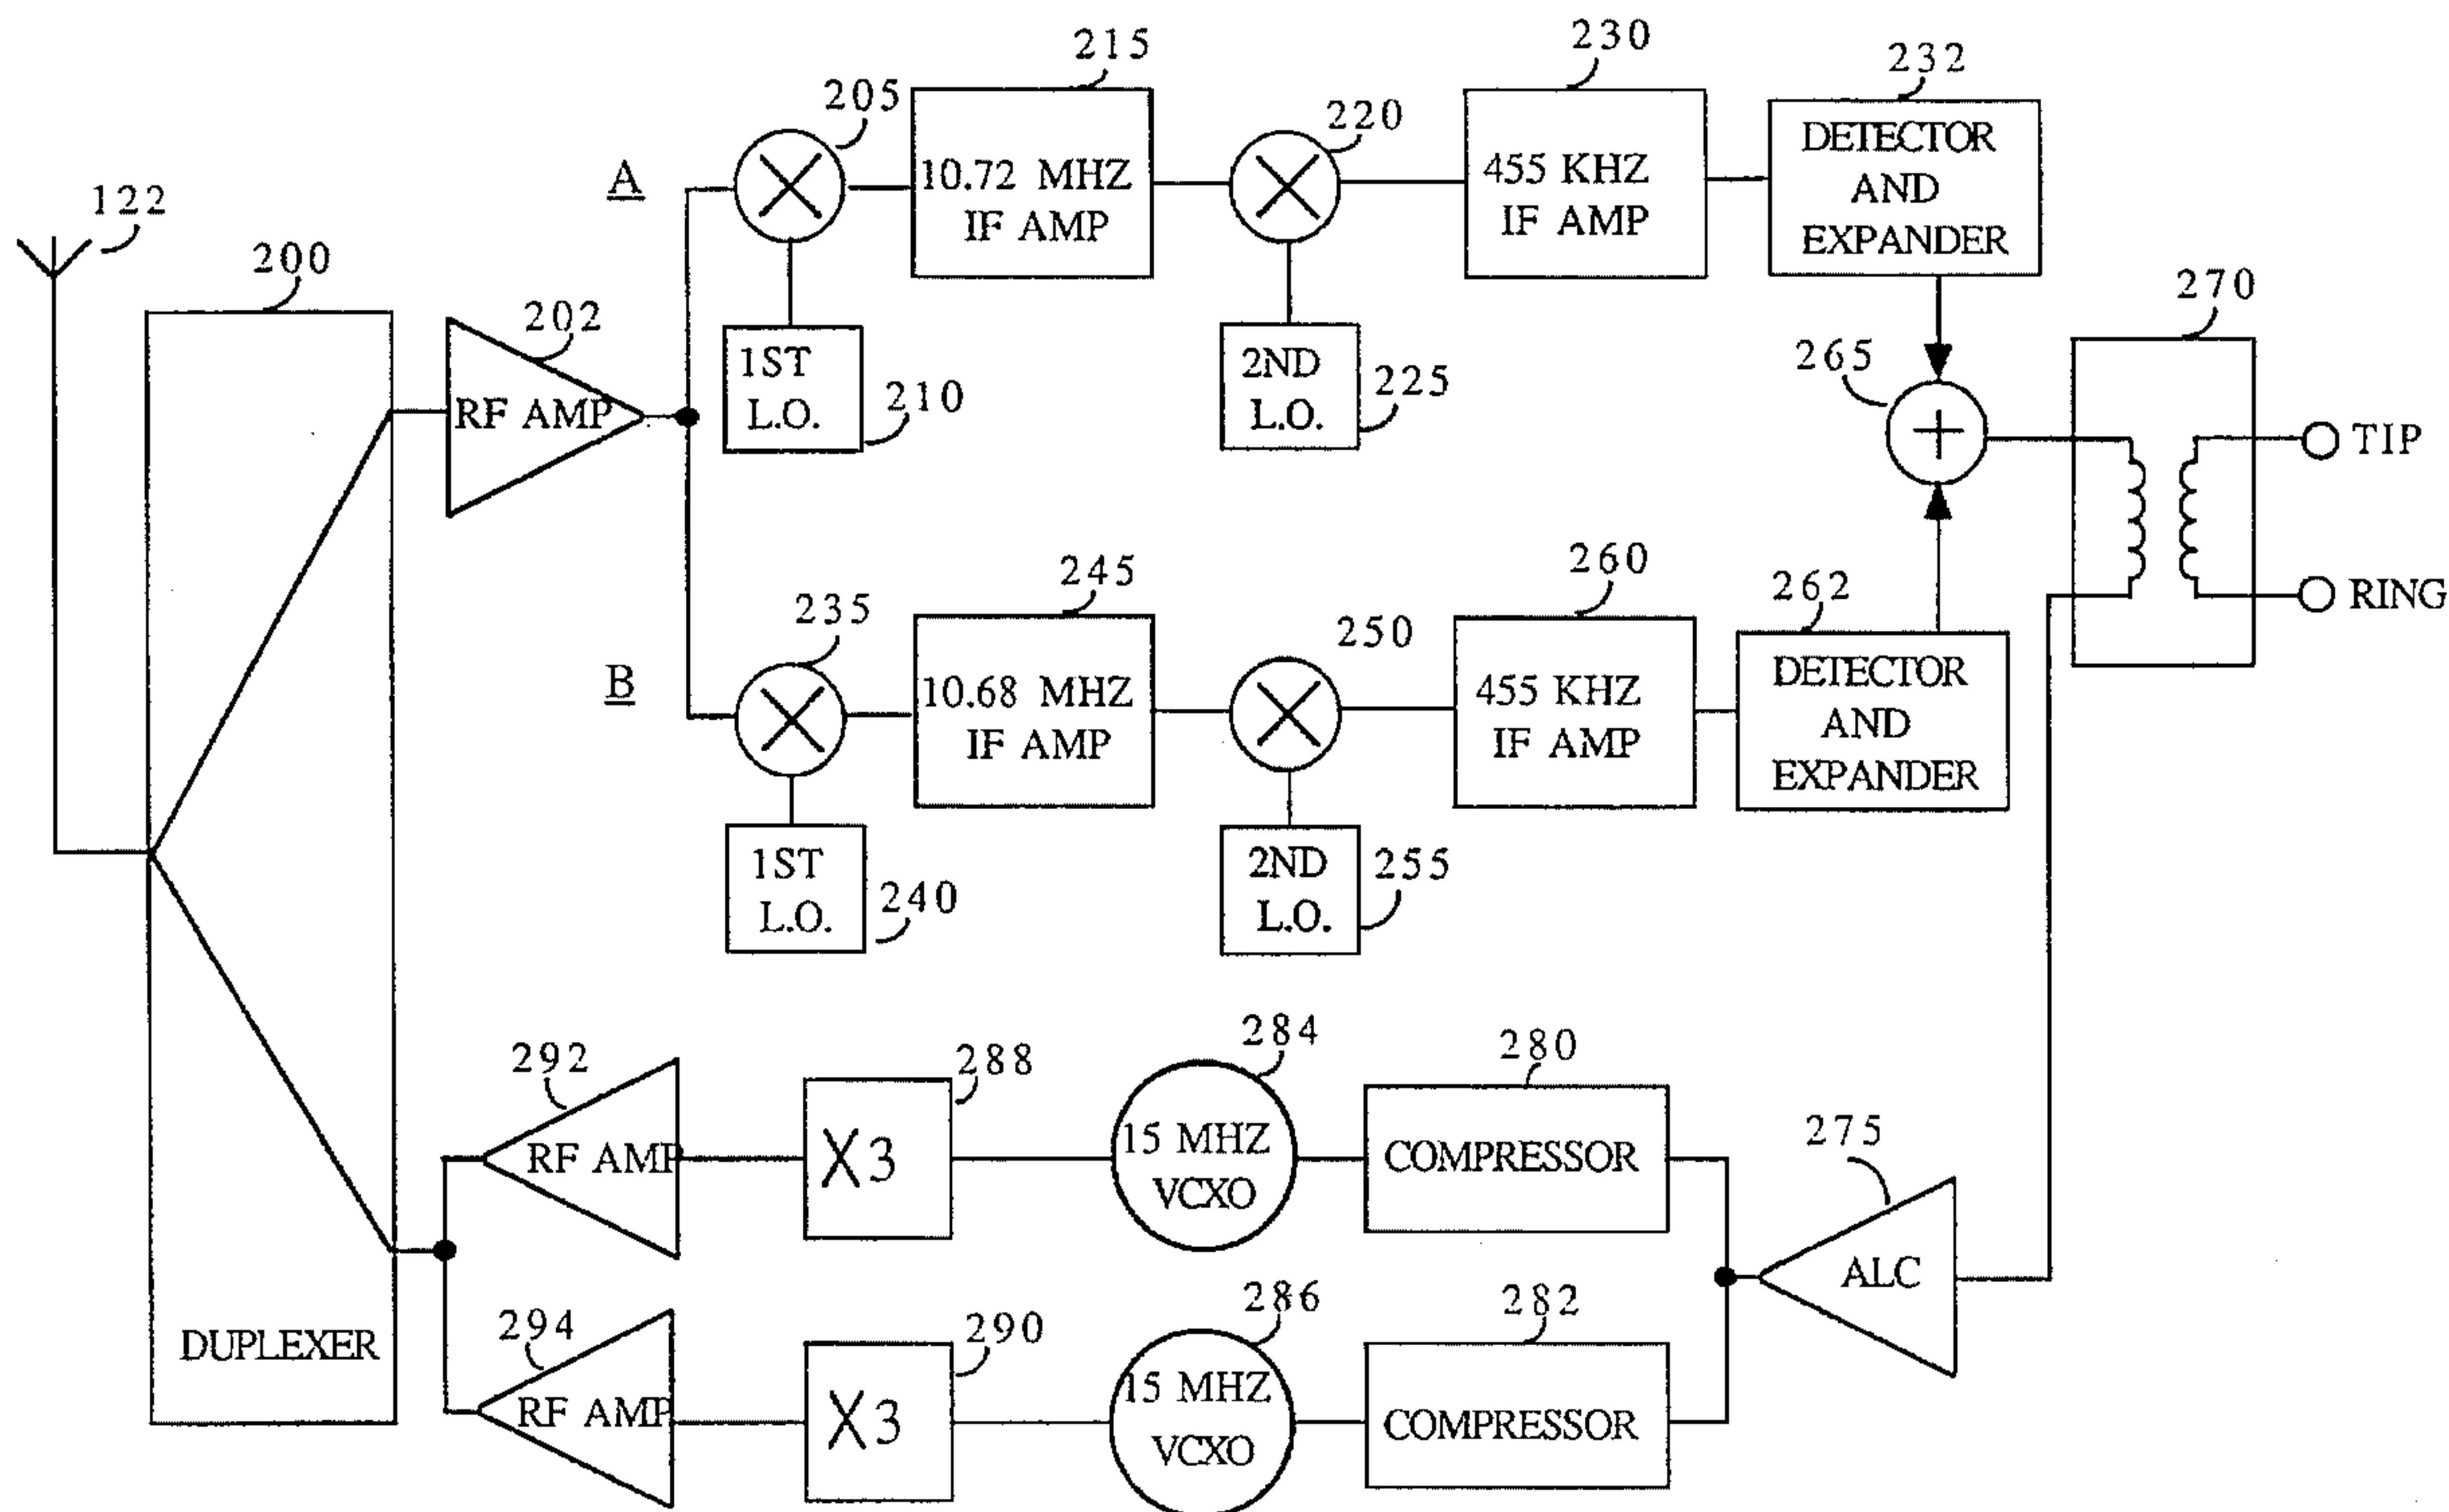 215
230
232
205
220
A
10.72 MHZ
IF AMP
455 KHZ
IF AMP
DETECTOR
AND
EXPANDER
122
200
202
270
RF AMP
1ST
L.O.
210
2ND
L.O.
225
265
+
TIP
RING
235
245
250
260
262
B
10.68 MHZ
IF AMP
455 KHZ
IF AMP
DETECTOR
AND
EXPANDER
1ST
L.O.
240
2ND
L.O.
255
292
288
284
280
275
RF AMP
X3
15 MHZ
VCXO
COMPRESSOR
ALC
294
290
286
282
DUPLEXER
RF AMP
X3
15 MHZ
VCXO
COMPRESSOR